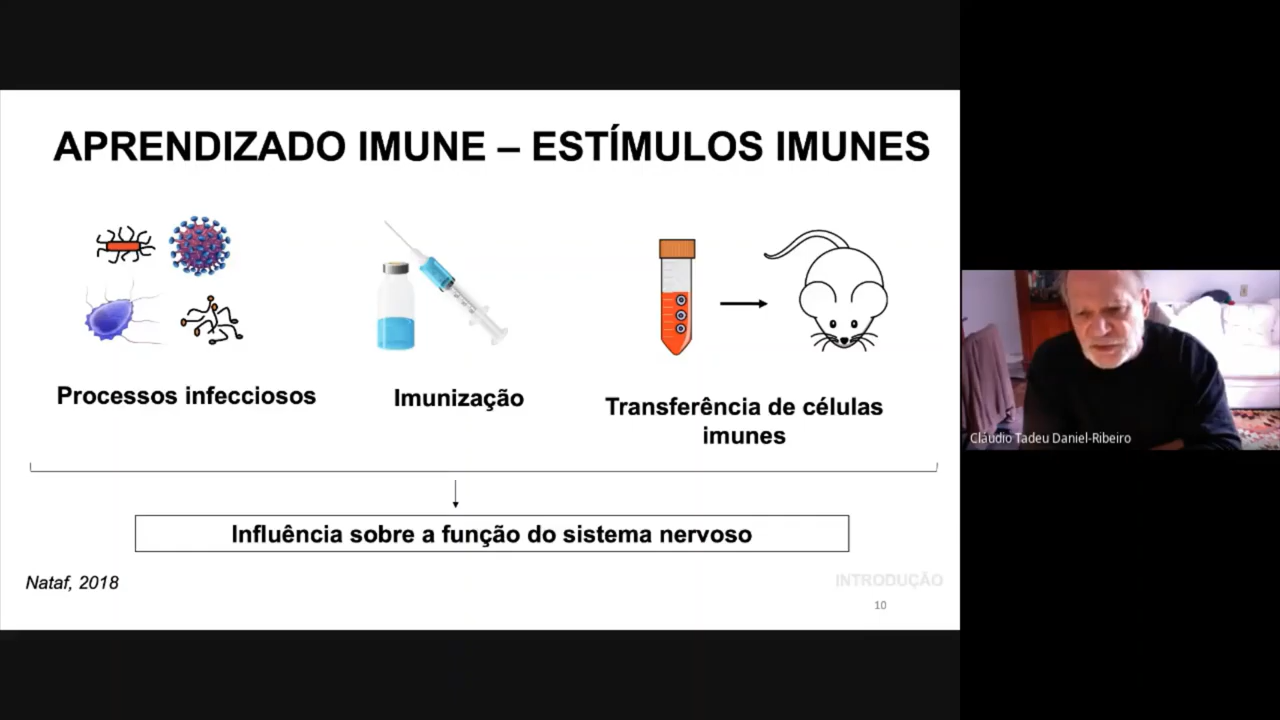 APRENDIZADO IMUNE – ESTÍMULOS IMUNES
Processos infecciosos
Imunização
Transferência de células
imunes
Influência sobre a função do sistema nervoso
Nataf, 2018
INTRODUÇÃO
10
Cláudio Tadeu Daniel-Ribeiro